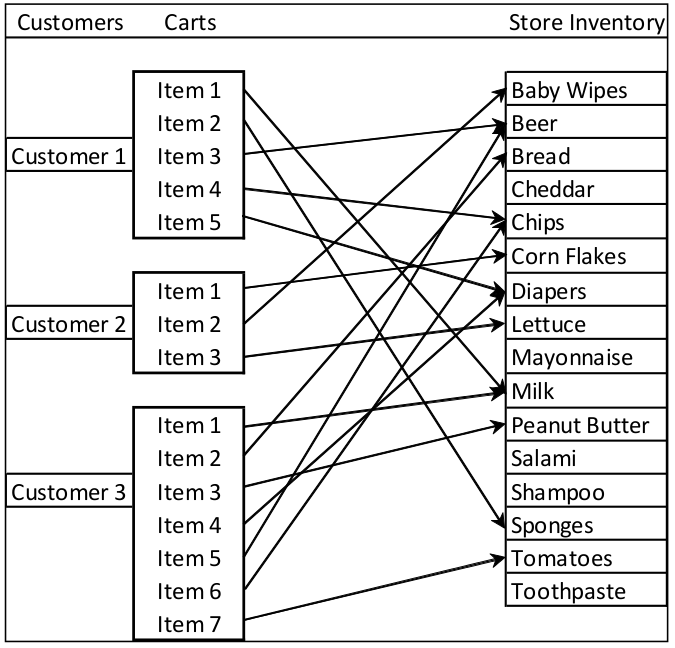 Customers Carts Store Inventory
Item 1 Baby Wipes
Item 2 Beer
Customer 1 Item 3 Bread
Item 4 Cheddar
Item 5 Chips
Corn Flakes
Item 1 Diapers
Customer 2 Item 2 Lettuce
Item 3 Mayonnaise
Milk
Item 1 Peanut Butter
Item 2 Salami
Customer 3 Item 3 Shampoo
Item 4 Sponges
Item 5 Tomatoes
Item 6 Toothpaste
Item 7